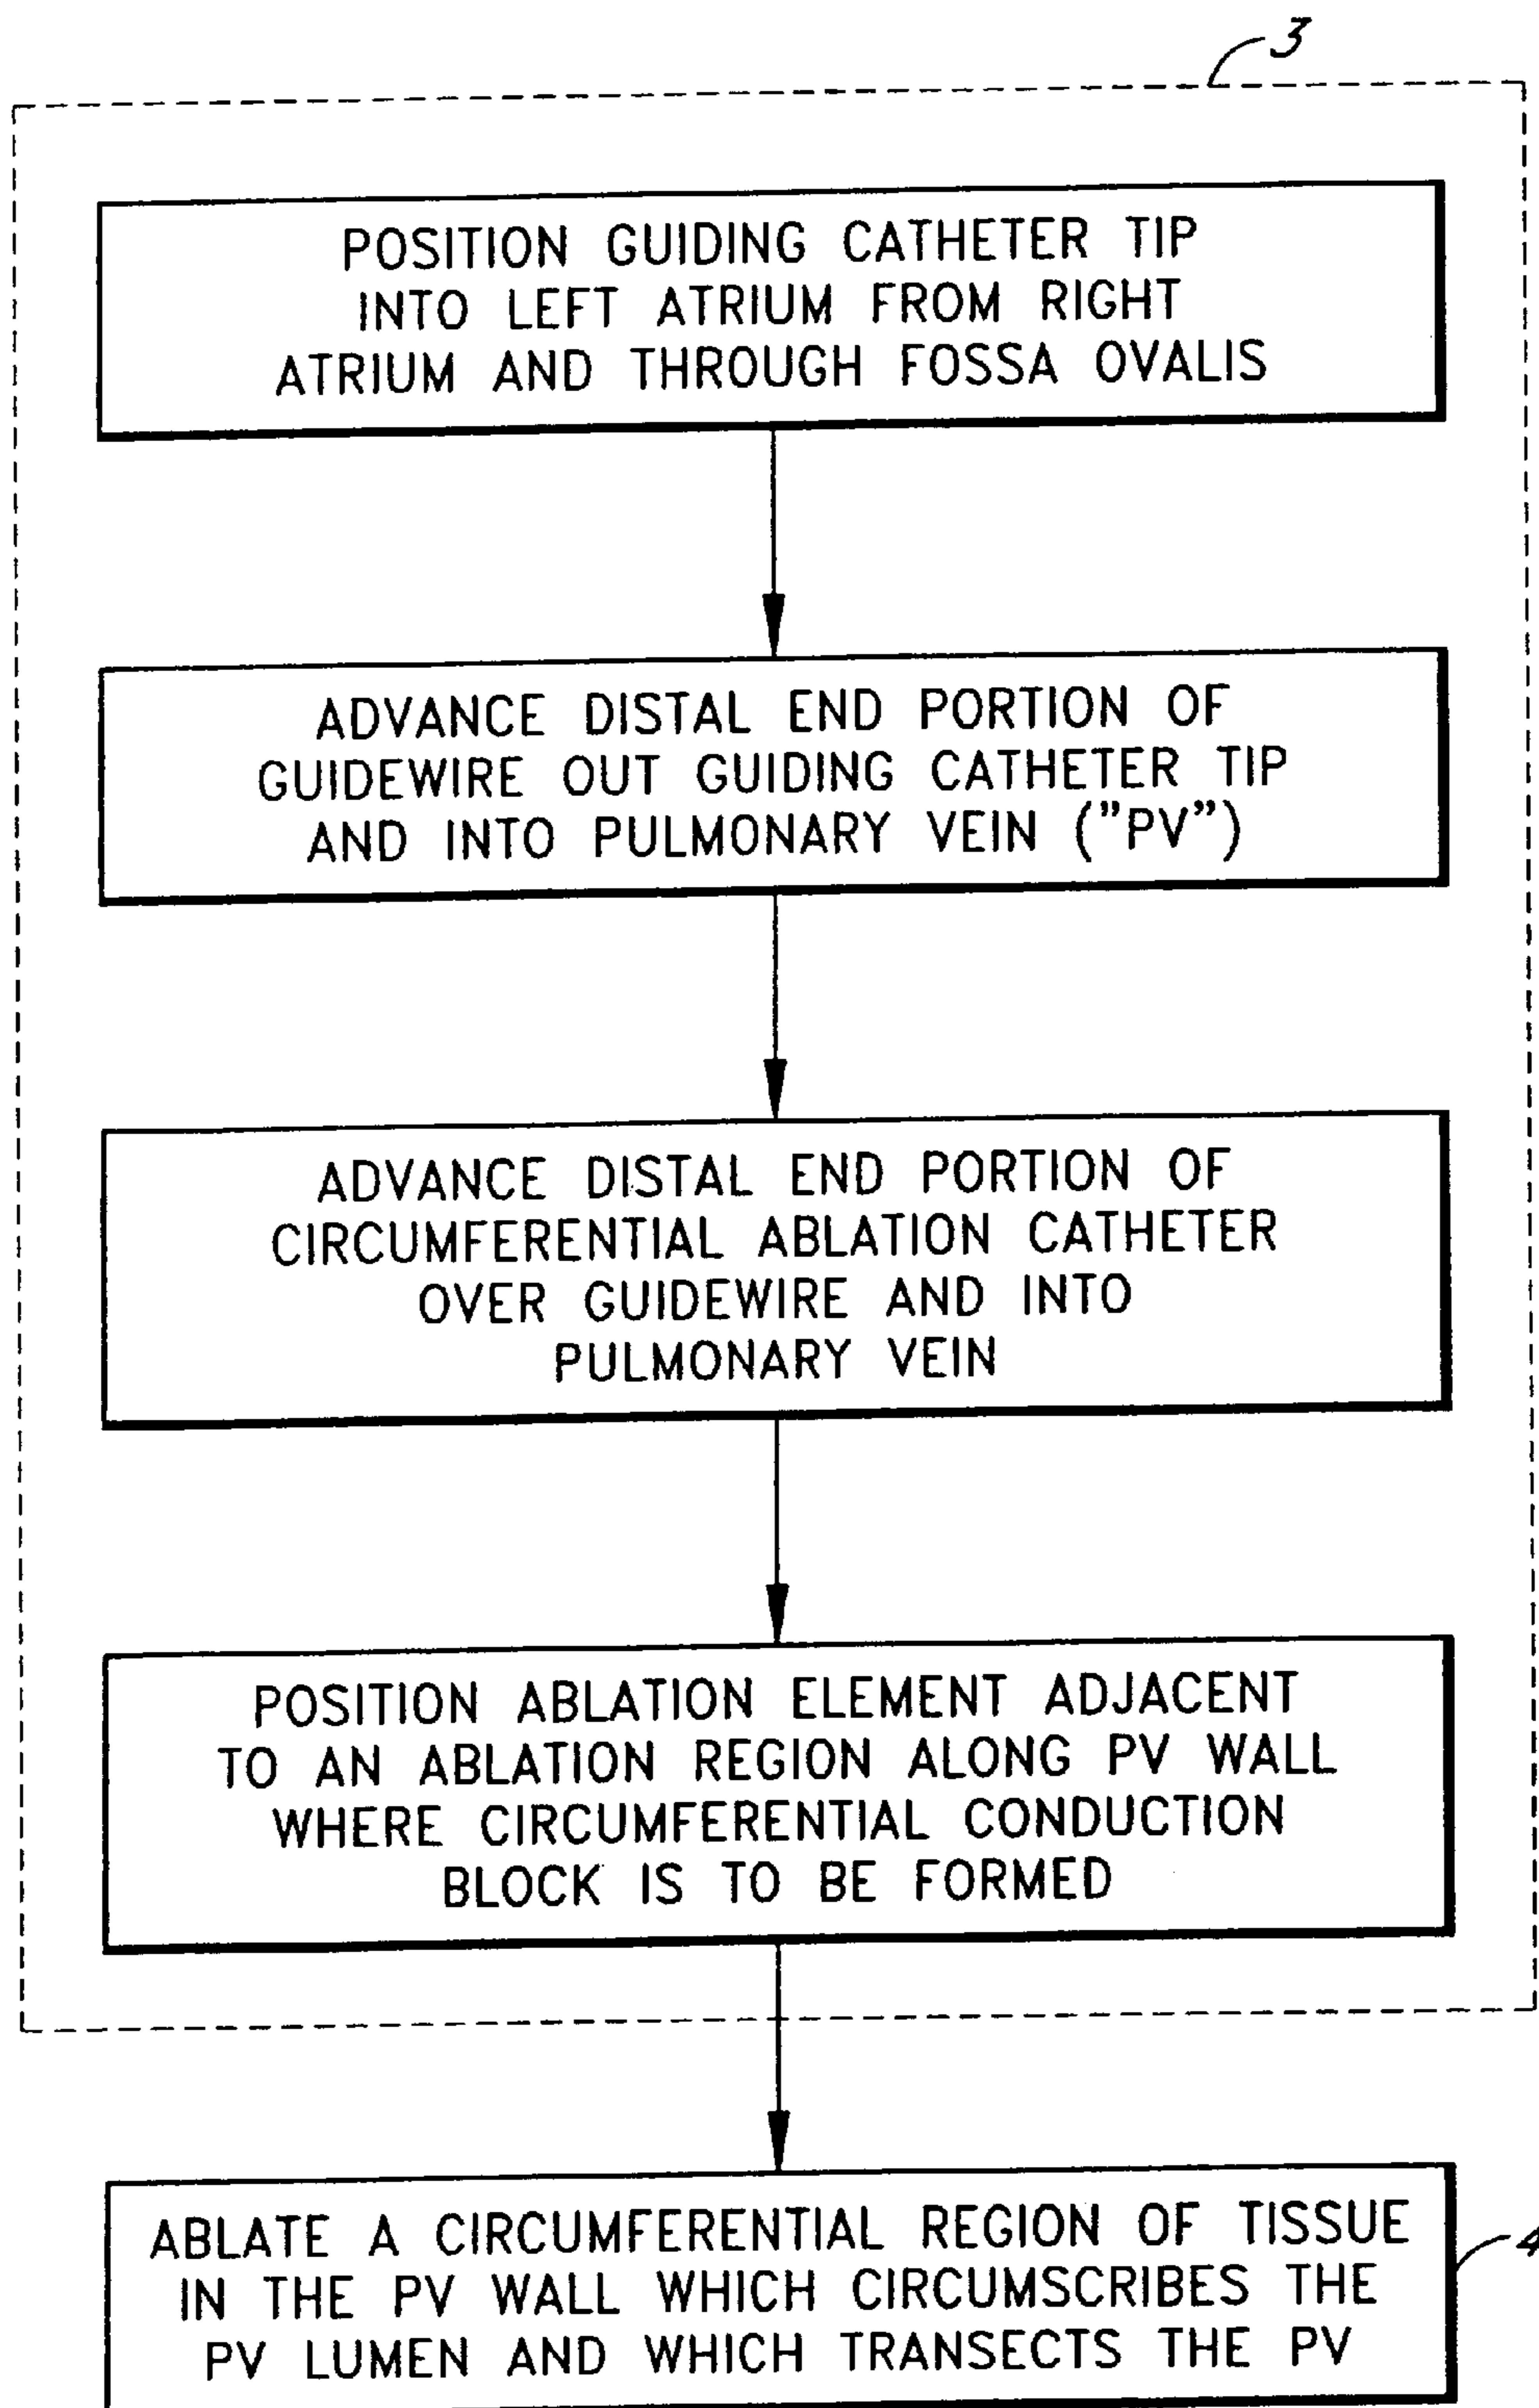 3
POSITION GUIDING CATHETER TIP
INTO LEFT ATRIUM FROM RIGHT
ATRIUM AND THROUGH FOSSA OVALIS
ADVANCE DISTAL END PORTION OF
GUIDEWIRE OUT GUIDING CATHETER TIP
AND INTO PULMONARY VEIN ("PV")
ADVANCE DISTAL END PORTION OF
CIRCUMFERENTIAL ABLATION CATHETER
OVER GUIDEWIRE AND INTO
PULMONARY VEIN
POSITION ABLATION ELEMENT ADJACENT
TO AN ABLATION REGION ALONG PV WALL
WHERE CIRCUMFERENTIAL CONDUCTION
BLOCK IS TO BE FORMED
ABLATE A CIRCUMFERENTIAL REGION OF TISSUE
IN THE PV WALL WHICH CIRCUMSCRIBES THE
PV LUMEN AND WHICH TRANSECTS THE PV
4